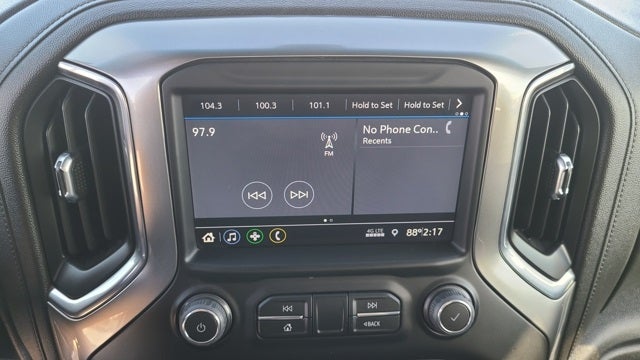 104.3 100.3 101.1 Hold to Set Hold to Set
97.9
FM
No Phone Con..
Recents
4G LTE 88° 2:17
BACK